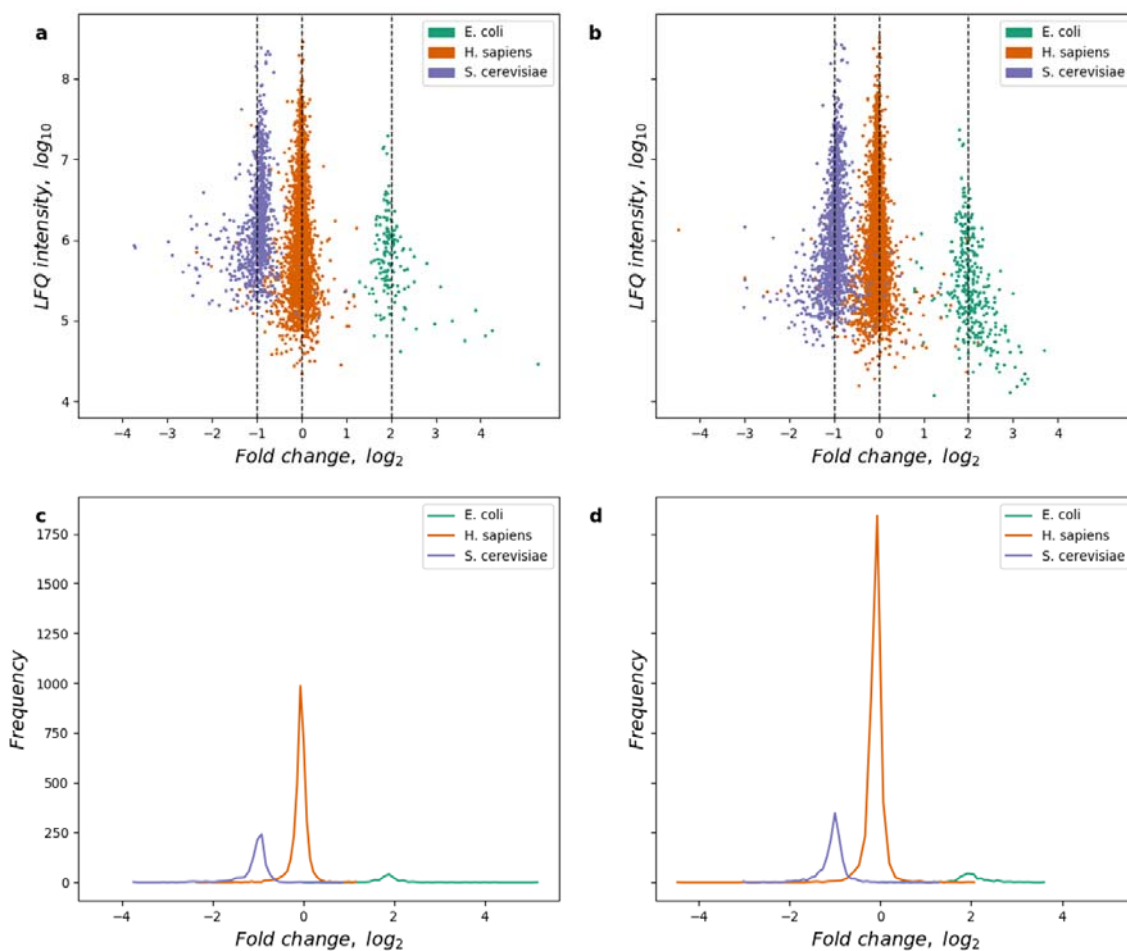 a
E. coli
H. sapiens
S. cerevisiae
8
7
6
5
4
LFQ intensity, log10
−4 −3 −2 −1 0 1 2 3 4
Fold change, log2
b
E. coli
H. sapiens
S. cerevisiae
LFQ intensity, log10
−4 −3 −2 −1 0 1 2 3 4
Fold change, log2
c
E. coli
H. sapiens
S. cerevisiae
1750
1500
1250
1000
750
500
250
0
Frequency
−4 −2 0 2 4
Fold change, log2
d
E. coli
H. sapiens
S. cerevisiae
Frequency
−4 −2 0 2 4
Fold change, log2